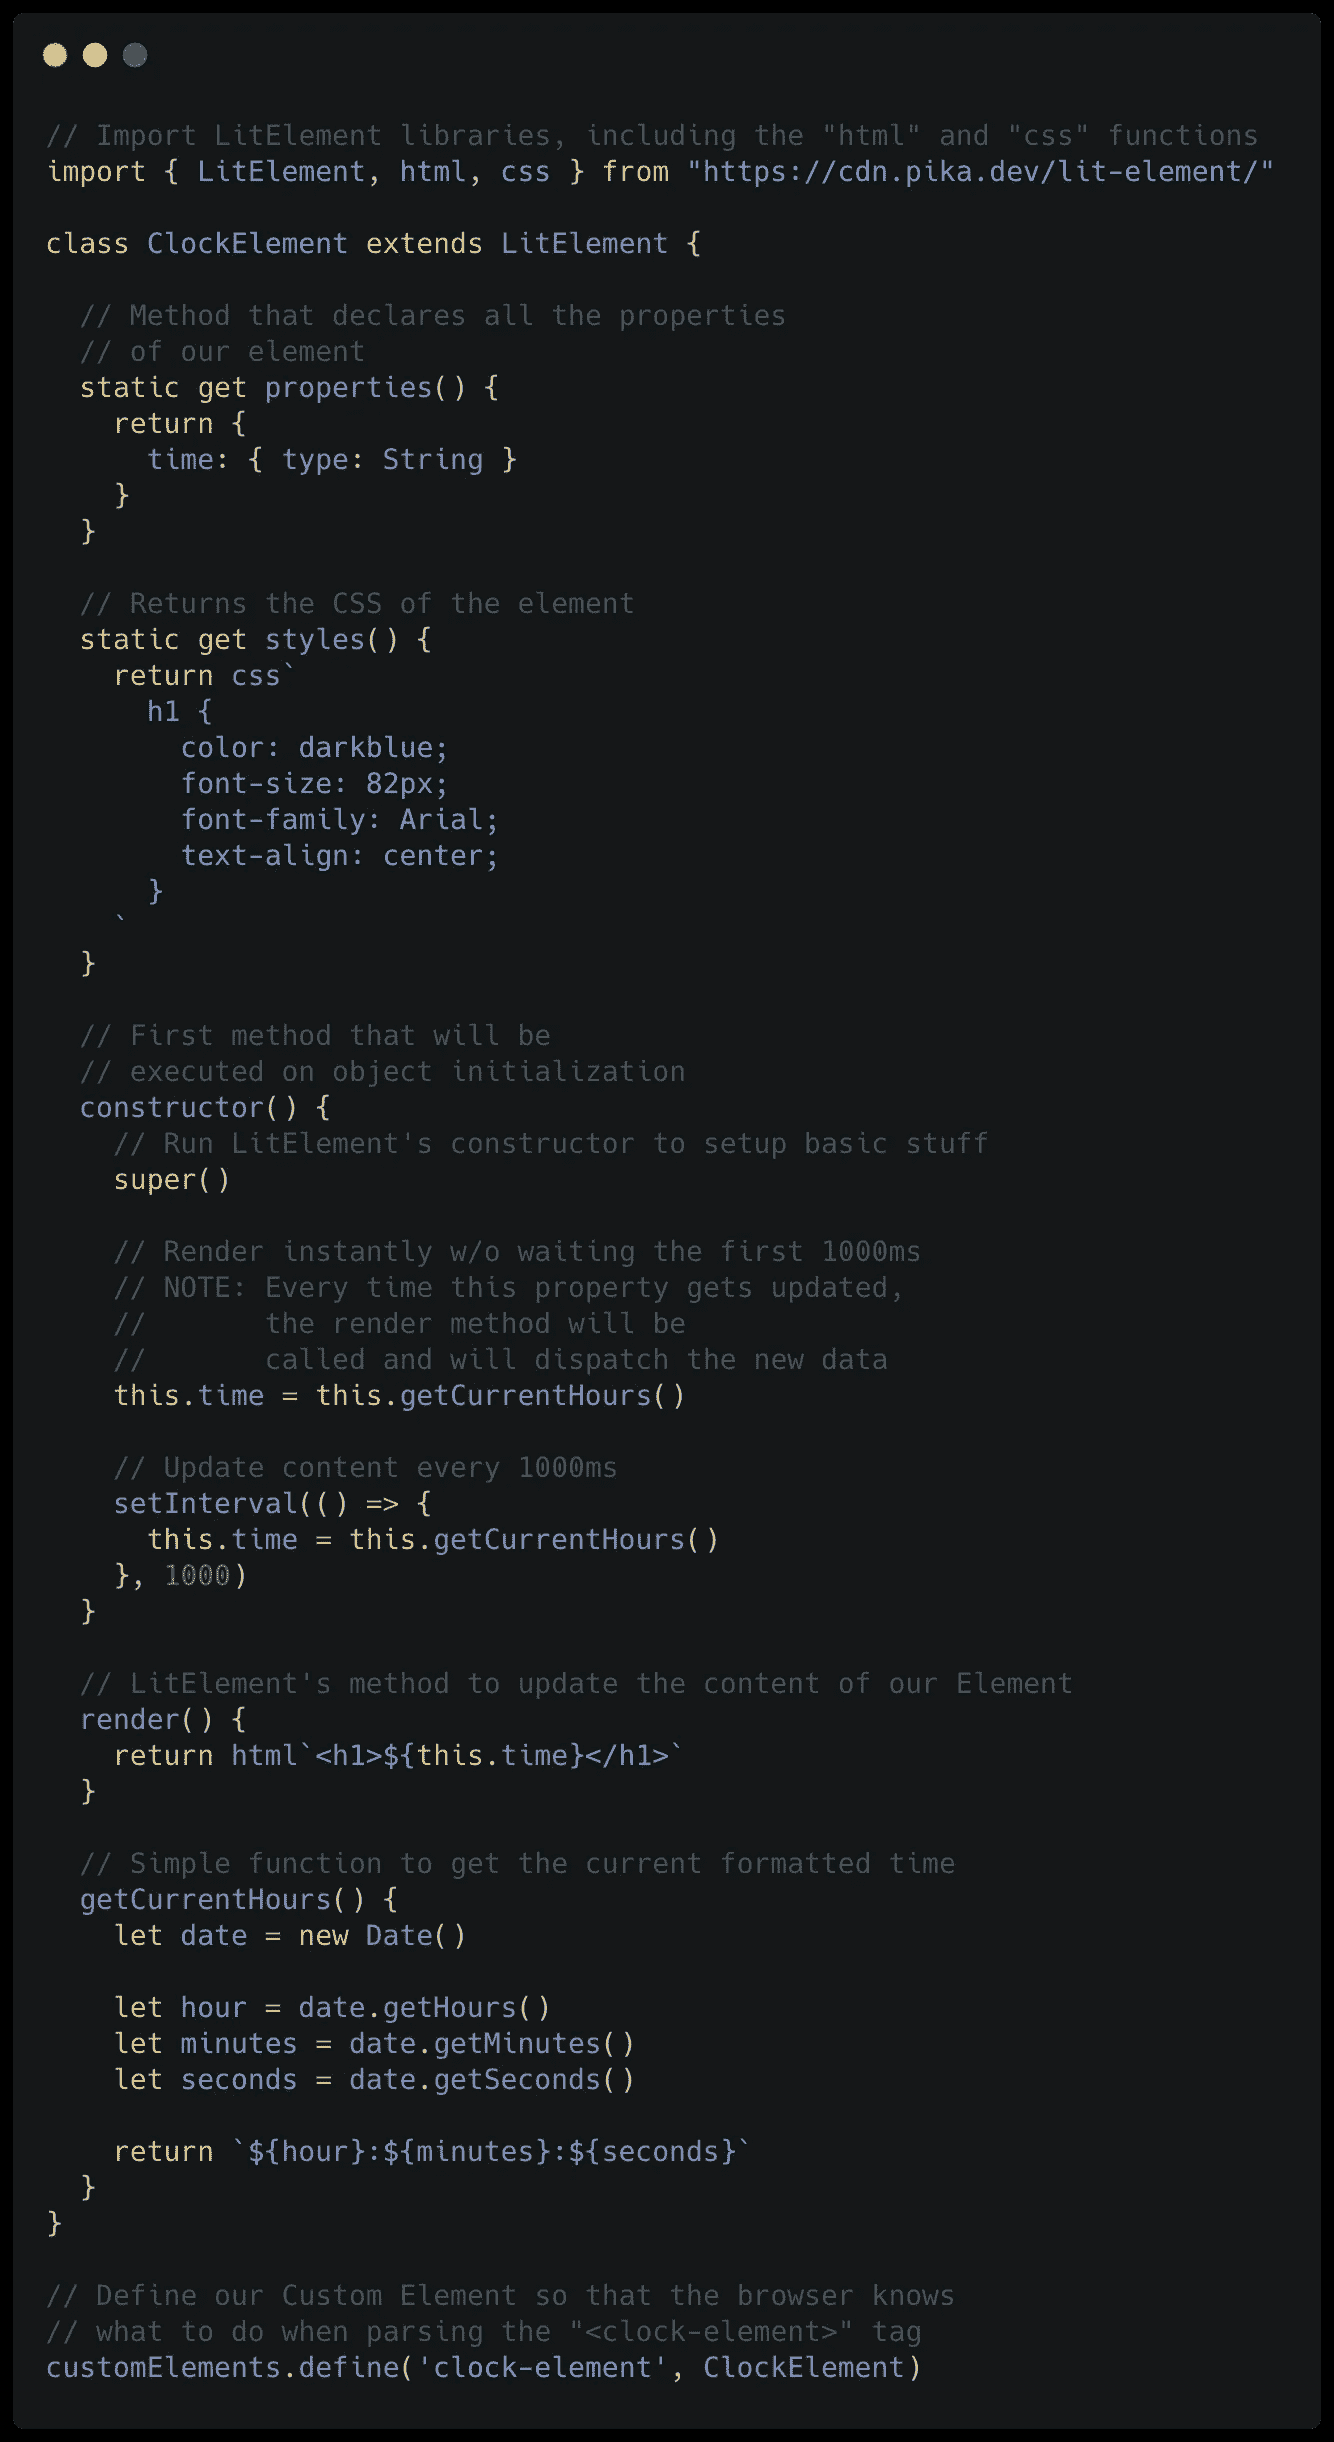 // Import LitElement libraries, including the "html" and "css" functions
import { LitElement, html, css } from "https://cdn.pika.dev/lit-element/"

class ClockElement extends LitElement {

  // Method that declares all the properties
  // of our element
  static get properties() {
    return {
      time: { type: String }
    }
  }

  // Returns the CSS of the element
  static get styles() {
    return css`
      h1 {
        color: darkblue;
        font-size: 82px;
        font-family: Arial;
        text-align: center;
      }
    `
  }

  // First method that will be
  // executed on object initialization
  constructor() {
    // Run LitElement's constructor to setup basic stuff
    super()

    // Render instantly w/o waiting the first 1000ms
    // NOTE: Every time this property gets updated,
    //       the render method will be
    //       called and will dispatch the new data
    this.time = this.getCurrentHours()

    // Update content every 1000ms
    setInterval(() => {
      this.time = this.getCurrentHours()
    }, 1000)
  }

  // LitElement's method to update the content of our Element
  render() {
    return html`<h1>${this.time}</h1>`
  }

  // Simple function to get the current formatted time
  getCurrentHours() {
    let date = new Date()

    let hour = date.getHours()
    let minutes = date.getMinutes()
    let seconds = date.getSeconds()

    return `${hour}:${minutes}:${seconds}`
  }
}

// Define our Custom Element so that the browser knows
// what to do when parsing the "<clock-element>" tag
customElements.define('clock-element', ClockElement)